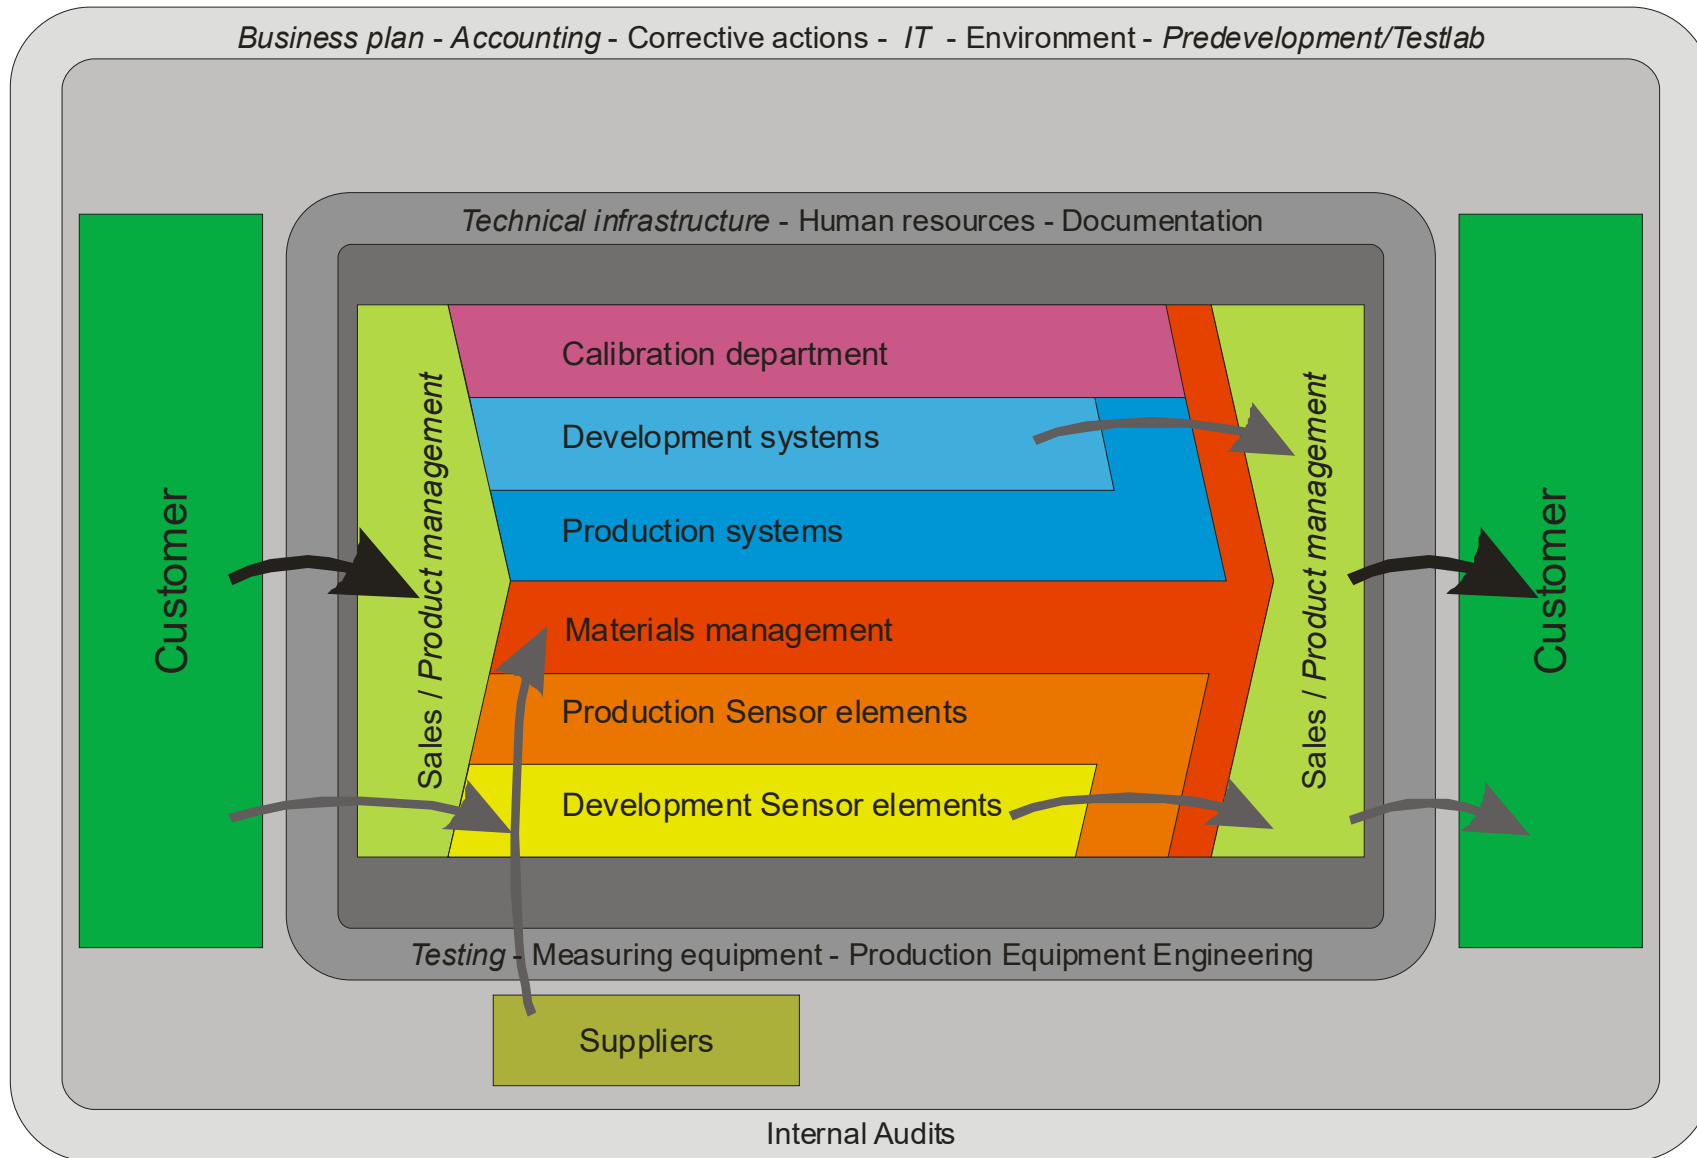 Business plan - Accounting - Corrective actions - IT - Environment - Predevelopment/Testlab
Technical infrastructure - Human resources - Documentation
Customer
Sales / Product management
Calibration department
Development systems
Production systems
Materials management
Production Sensor elements
Development Sensor elements
Sales / Product management
Customer
Testing - Measuring equipment - Production Equipment Engineering
Suppliers
Internal Audits